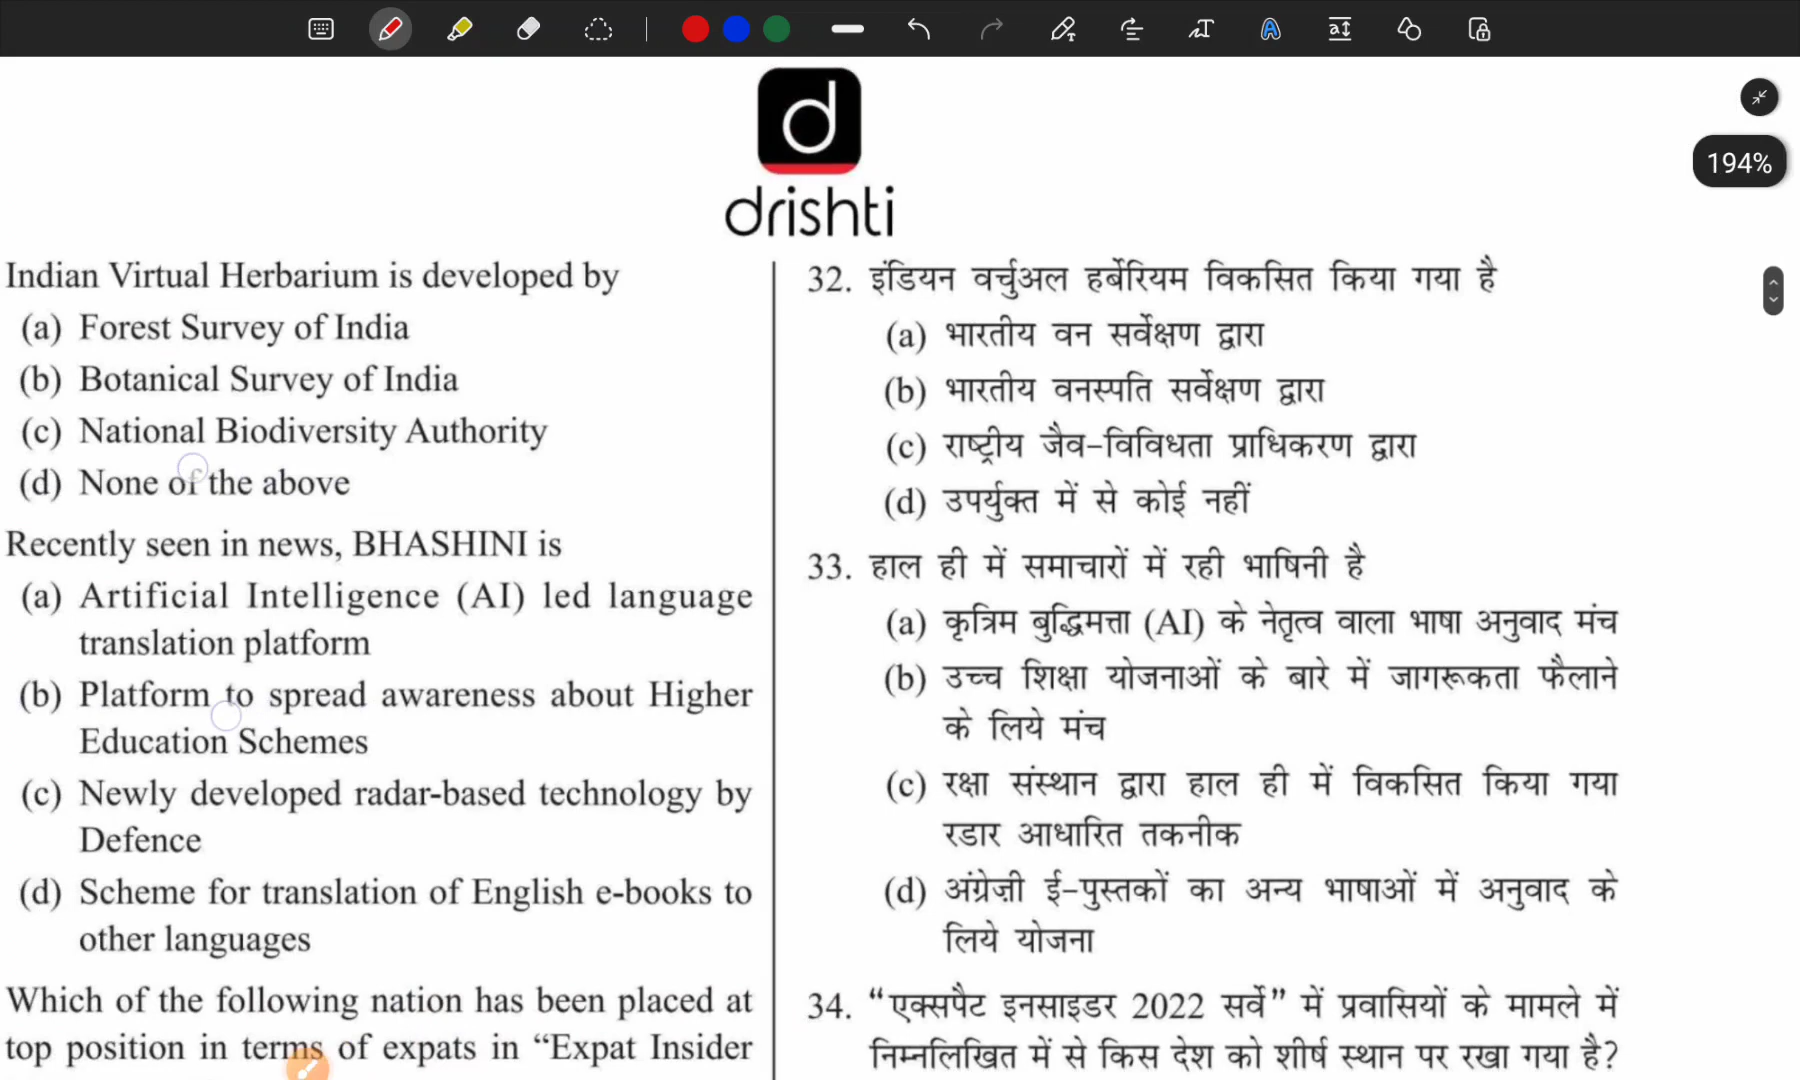 194%
drishti
Indian Virtual Herbarium is developed by
(a) Forest Survey of India
(b) Botanical Survey of India
(c) National Biodiversity Authority
(d) None of the above
Recently seen in news, BHASHINI is
(a) Artificial Intelligence (AI) led language
translation platform
(b) Platform to spread awareness about Higher
Education Schemes
(c) Newly developed radar-based technology by
Defence
(d) Scheme for translation of English e-books to
other languages
Which of the following nation has been placed at
top position in terms of expats in “Expat Insider
32. इंडियन वर्चुअल हर्बेरियम विकसित किया गया है
(a) भारतीय वन सर्वेक्षण द्वारा
(b) भारतीय वनस्पति सर्वेक्षण द्वारा
(c) राष्ट्रीय जैव-विविधता प्राधिकरण द्वारा
(d) उपर्युक्त में से कोई नहीं
33. हाल ही में समाचारों में रही भाषिनी है
(a) कृत्रिम बुद्धिमत्ता (AI) के नेतृत्व वाला भाषा अनुवाद मंच
(b) उच्च शिक्षा योजनाओं के बारे में जागरूकता फैलाने
के लिये मंच
(c) रक्षा संस्थान द्वारा हाल ही में विकसित किया गया
रडार आधारित तकनीक
(d) अंग्रेज़ी ई-पुस्तकों का अन्य भाषाओं में अनुवाद के
लिये योजना
34. “एक्सपैट इनसाइडर 2022 सर्वे” में प्रवासियों के मामले में
निम्नलिखित में से किस देश को शीर्ष स्थान पर रखा गया है?